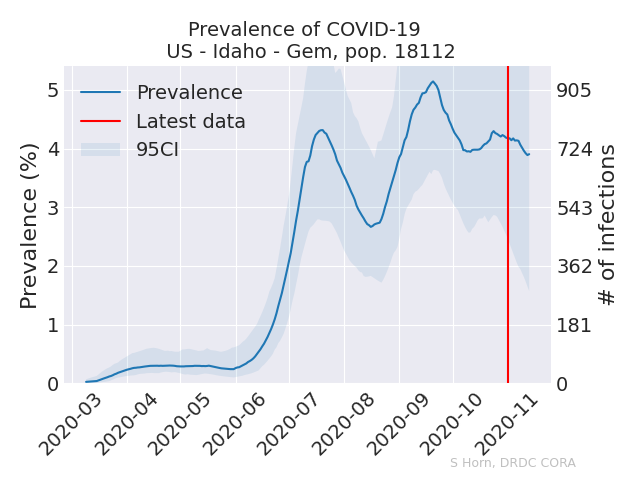 Prevalence of COVID-19
US - Idaho - Gem, pop. 18112
Prevalence
Latest data
95CI
Prevalence (%)
5
4
3
2
1
0
905
724
543
362
181
0
# of infections
2020-03
2020-04
2020-05
2020-06
2020-07
2020-08
2020-09
2020-10
2020-11
S Horn, DRDC CORA